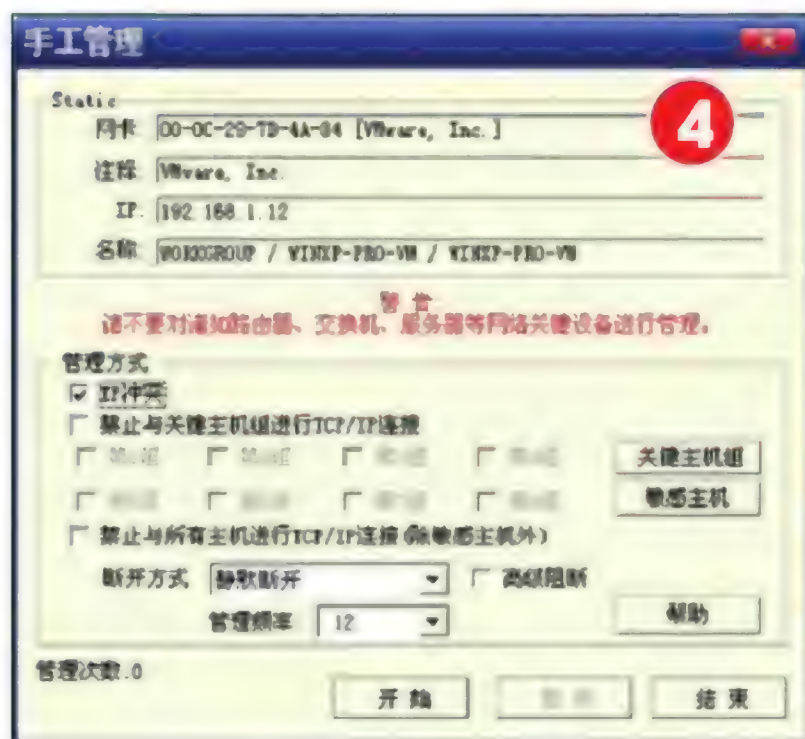 手工管理
4
Static
网卡 00-0C-29-7D-4A-84 [VMware, Inc.]
注释 VMware, Inc.
IP. 192.168.1.12
名称 WORKGROUP / WINXP-PRO-VM / WINXP-PRO-VM
警 告
请不要对诸如路由器、交换机、服务器等网络关键设备进行管理。
管理方式
IP冲突
禁止与关键主机组进行TCP/IP连接
关键主机组
敏感主机
禁止与所有主机进行TCP/IP连接(除敏感主机外)
断开方式 静默断开 高级阻断
管理频率 12 帮助
管理次数.0
开 始 结 束